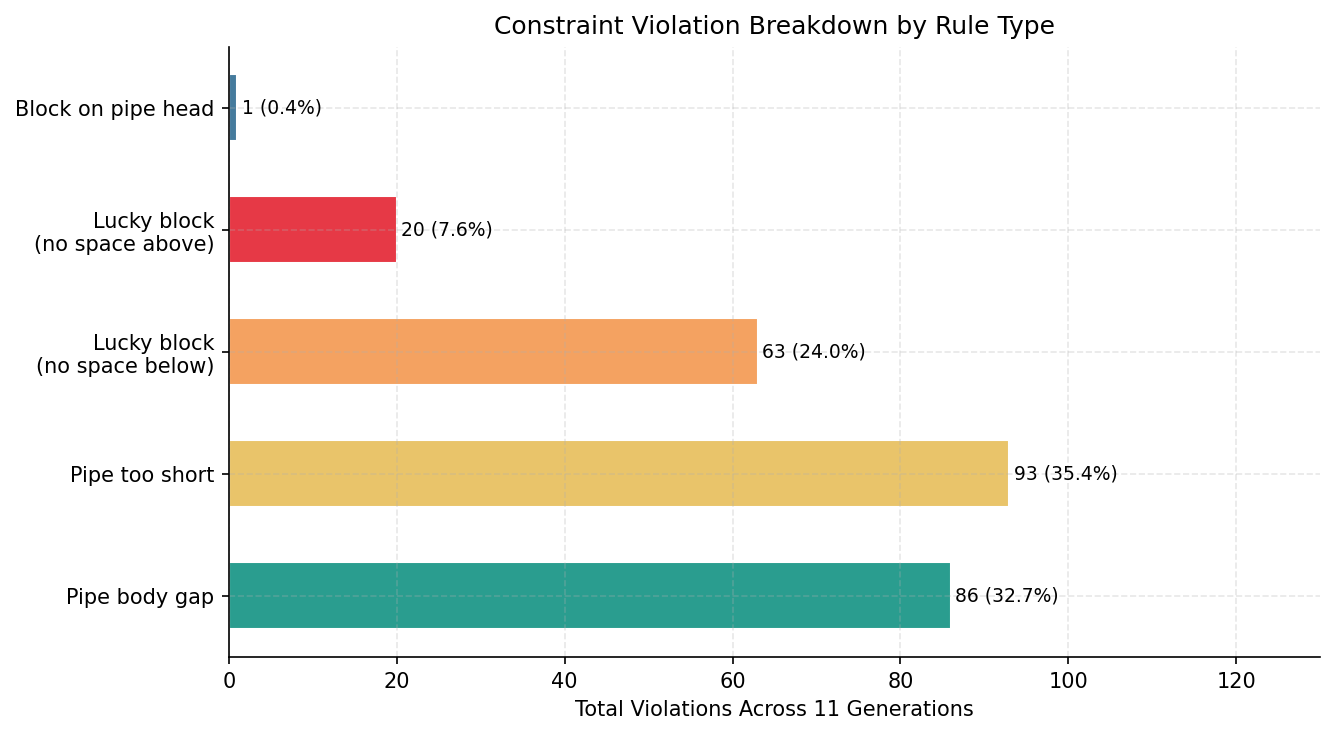 Constraint Violation Breakdown by Rule Type
Block on pipe head
1 (0.4%)
Lucky block
(no space above)
20 (7.6%)
Lucky block
(no space below)
63 (24.0%)
Pipe too short
93 (35.4%)
Pipe body gap
86 (32.7%)
0 20 40 60 80 100 120
Total Violations Across 11 Generations